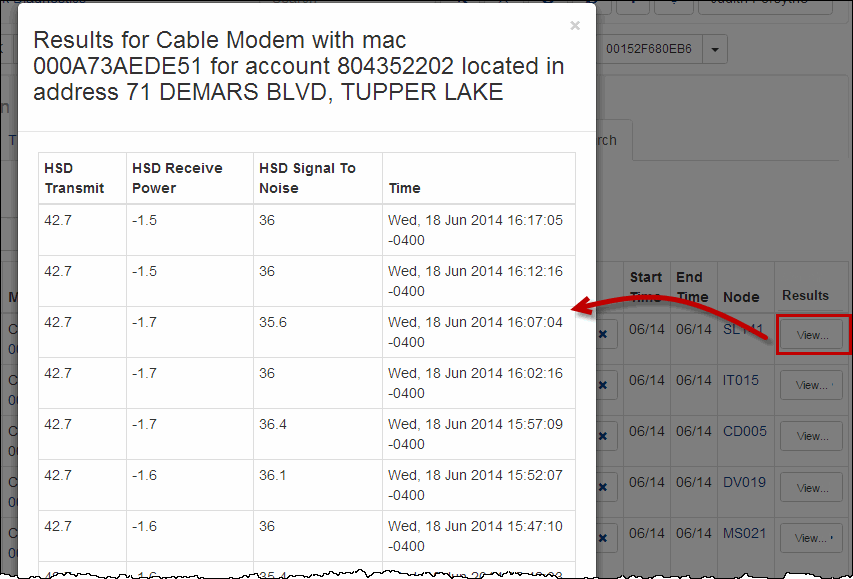 Results for Cable Modem with mac
000A73AEDE51 for account 804352202 located in
address 71 DEMARS BLVD, TUPPER LAKE
×
00152F680EB6
HSD Transmit HSD Receive Power HSD Signal To Noise Time
42.7 -1.5 36 Wed, 18 Jun 2014 16:17:05 -0400
42.7 -1.5 36 Wed, 18 Jun 2014 16:12:16 -0400
42.7 -1.7 35.6 Wed, 18 Jun 2014 16:07:04 -0400
42.7 -1.7 36 Wed, 18 Jun 2014 16:02:16 -0400
42.7 -1.7 36.4 Wed, 18 Jun 2014 15:57:09 -0400
42.7 -1.6 36.1 Wed, 18 Jun 2014 15:52:07 -0400
42.7 -1.6 36 Wed, 18 Jun 2014 15:47:10 -0400
Start Time End Time Node Results
06/14 06/14 SL141 View...
06/14 06/14 IT015 View...
06/14 06/14 CD005 View...
06/14 06/14 DV019 View...
06/14 06/14 MS021 View...